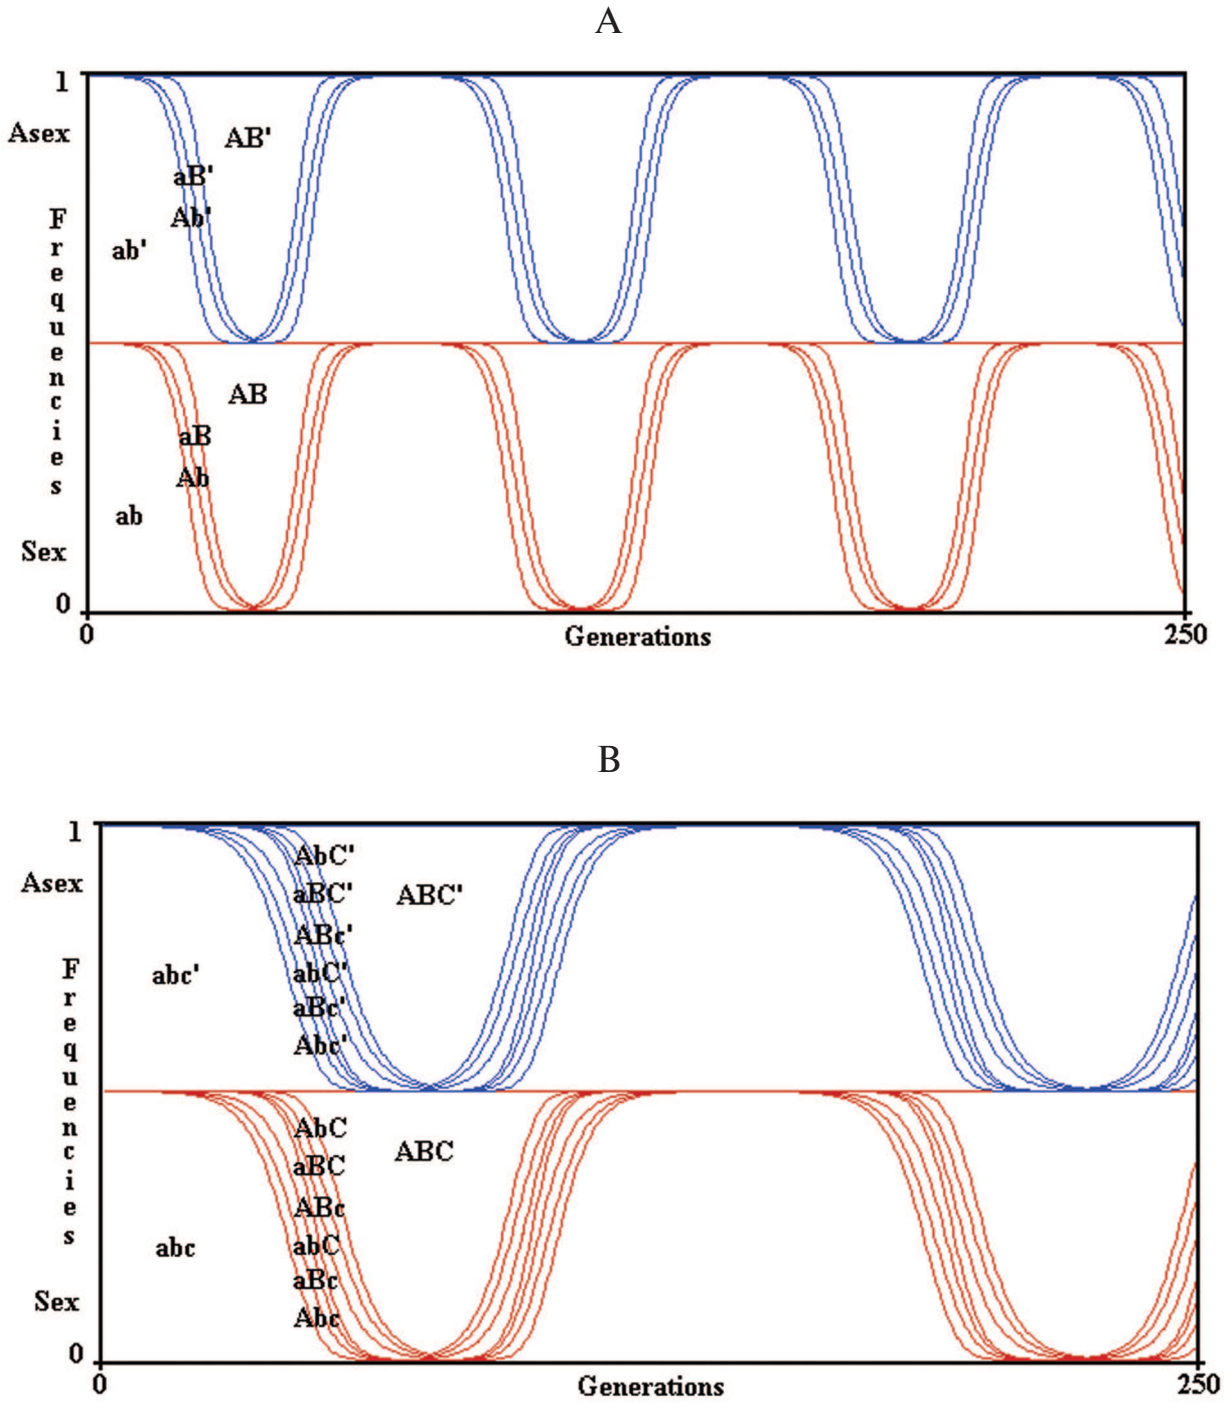 A
1
Asex
AB'
aB'
Ab'
ab'
Frequencies
AB
aB
Ab
ab
Sex
0
0 Generations 250
B
1
Asex
AbC'
aBC' ABC'
ABc'
abc' abC'
aBc'
Abc'
Frequencies
AbC
aBC ABC
ABc
abc abC
aBc
Abc
Sex
0
0 Generations 250